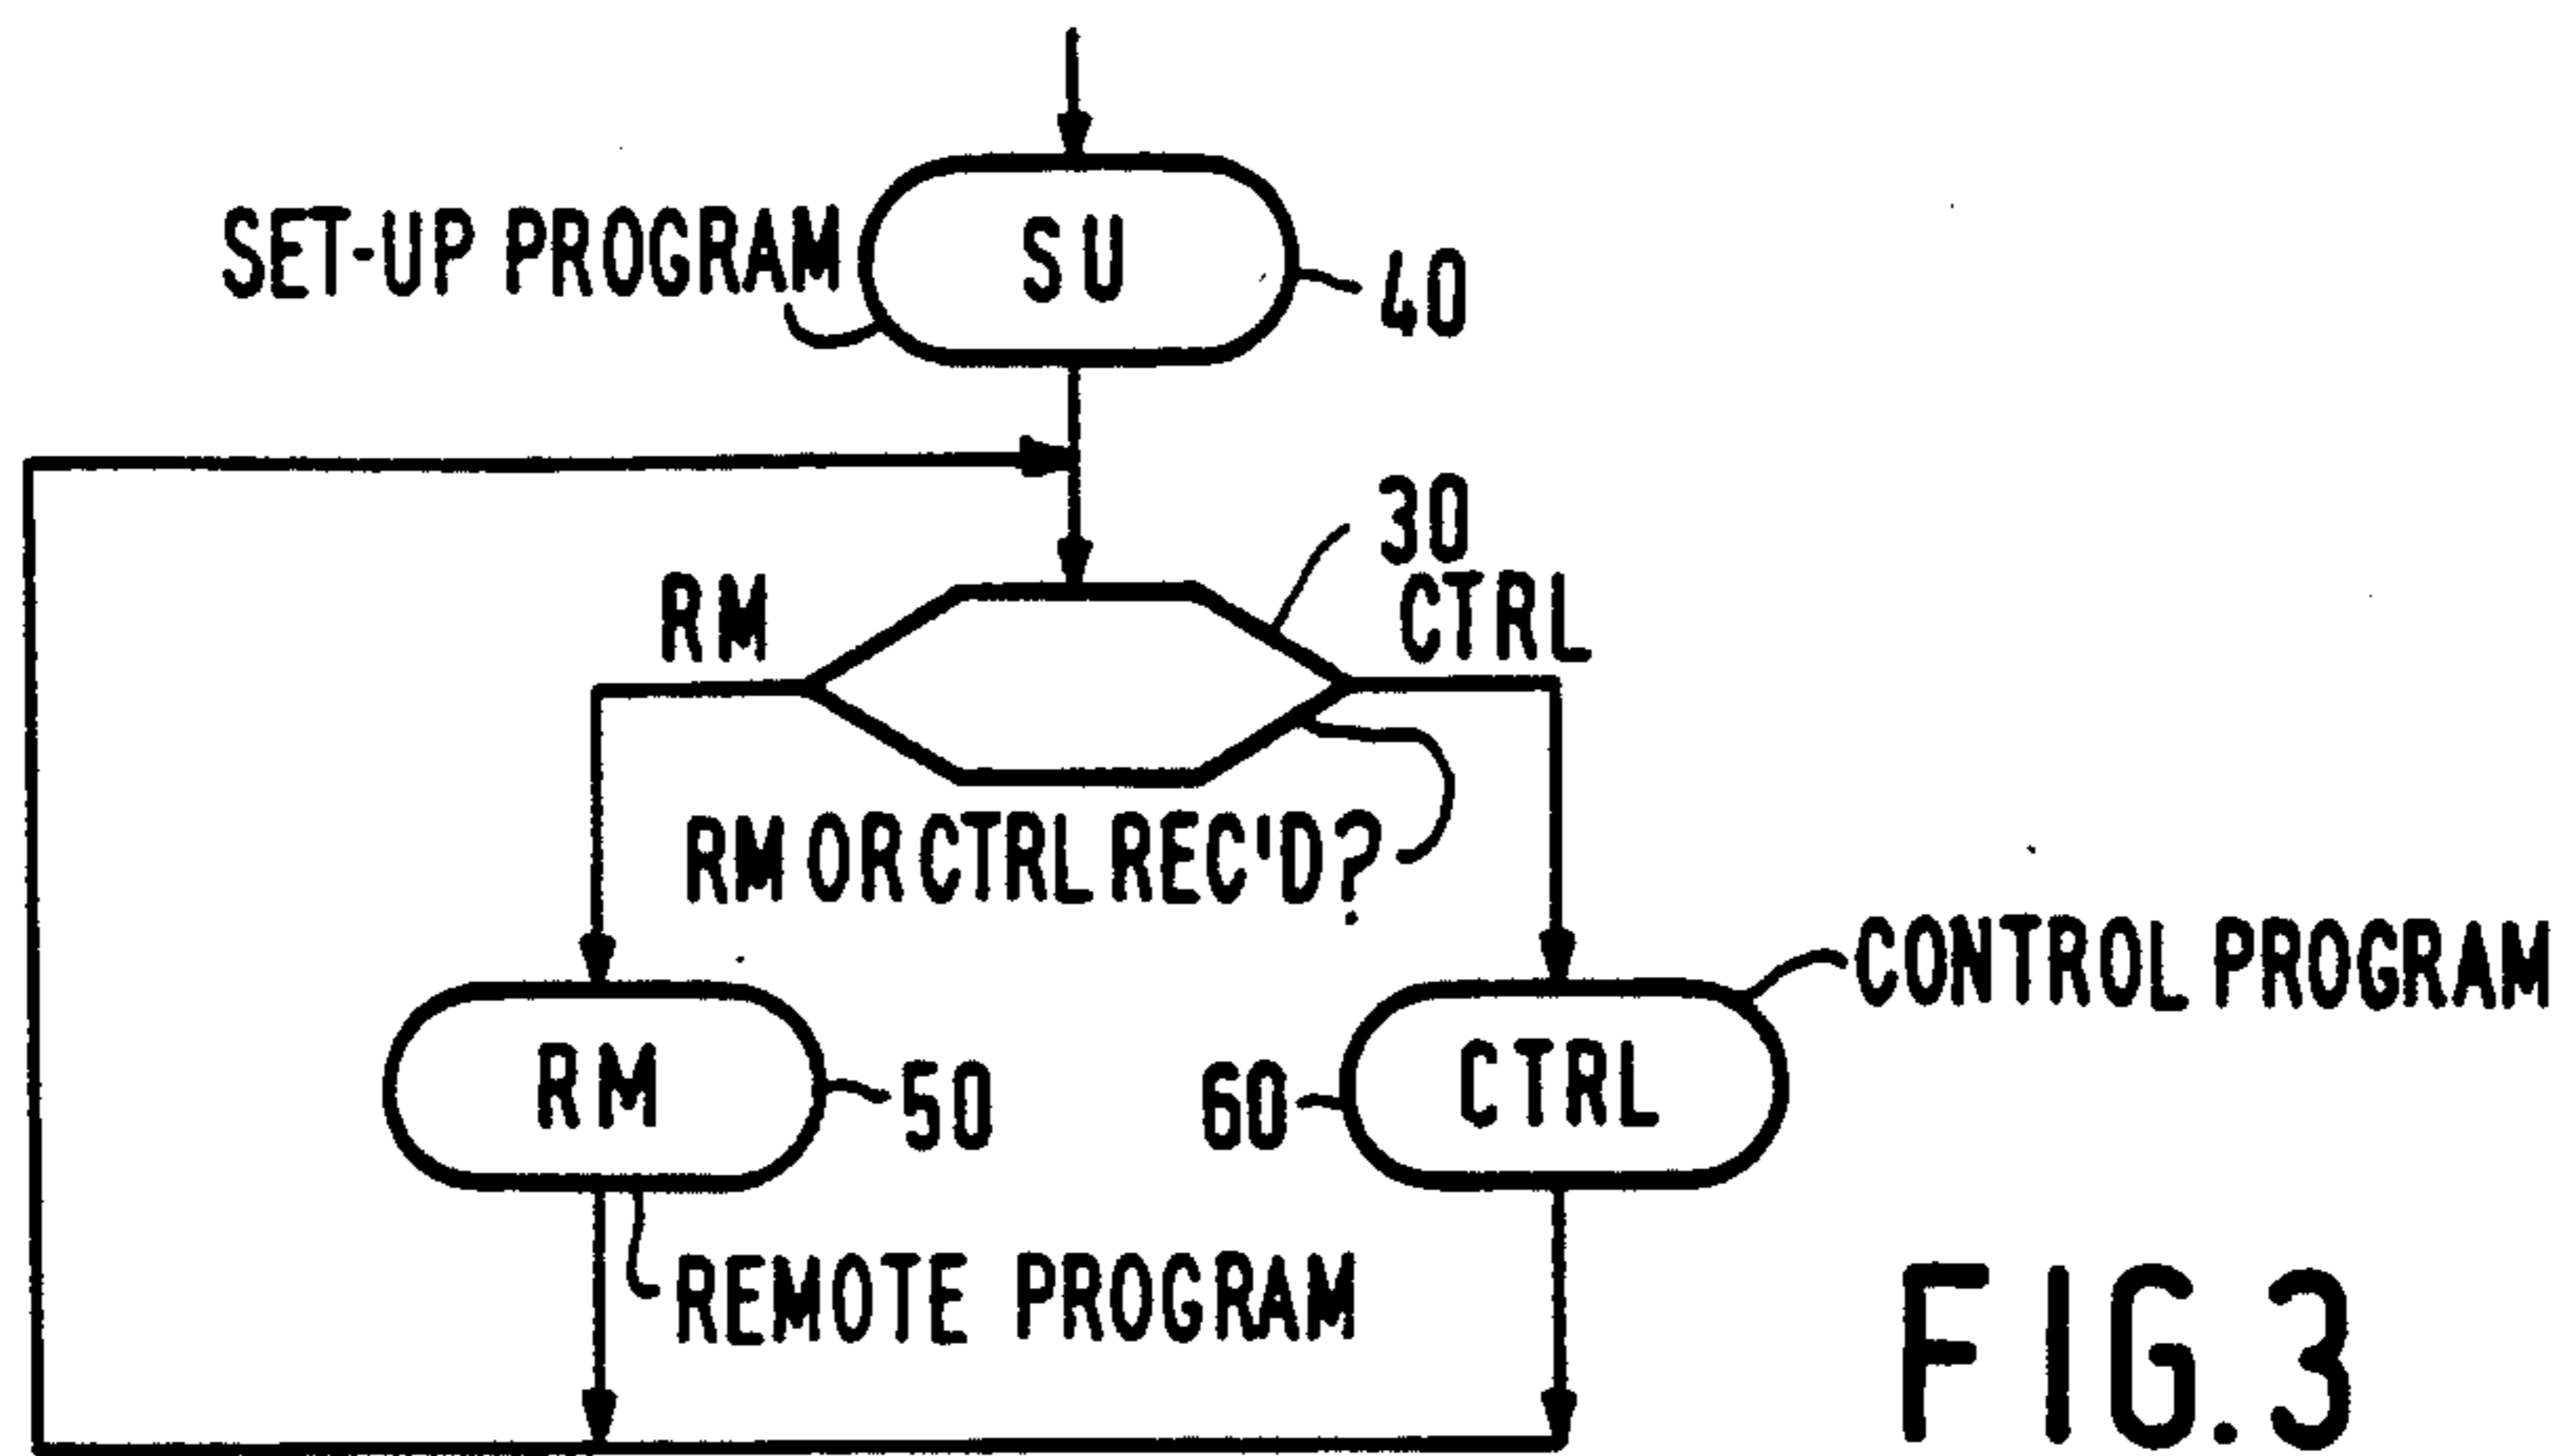 SU
SET-UP PROGRAM
40
30
RM
CTRL
RM OR CTRL REC'D?
CONTROL PROGRAM
RM
50
60
CTRL
REMOTE PROGRAM
FIG.3